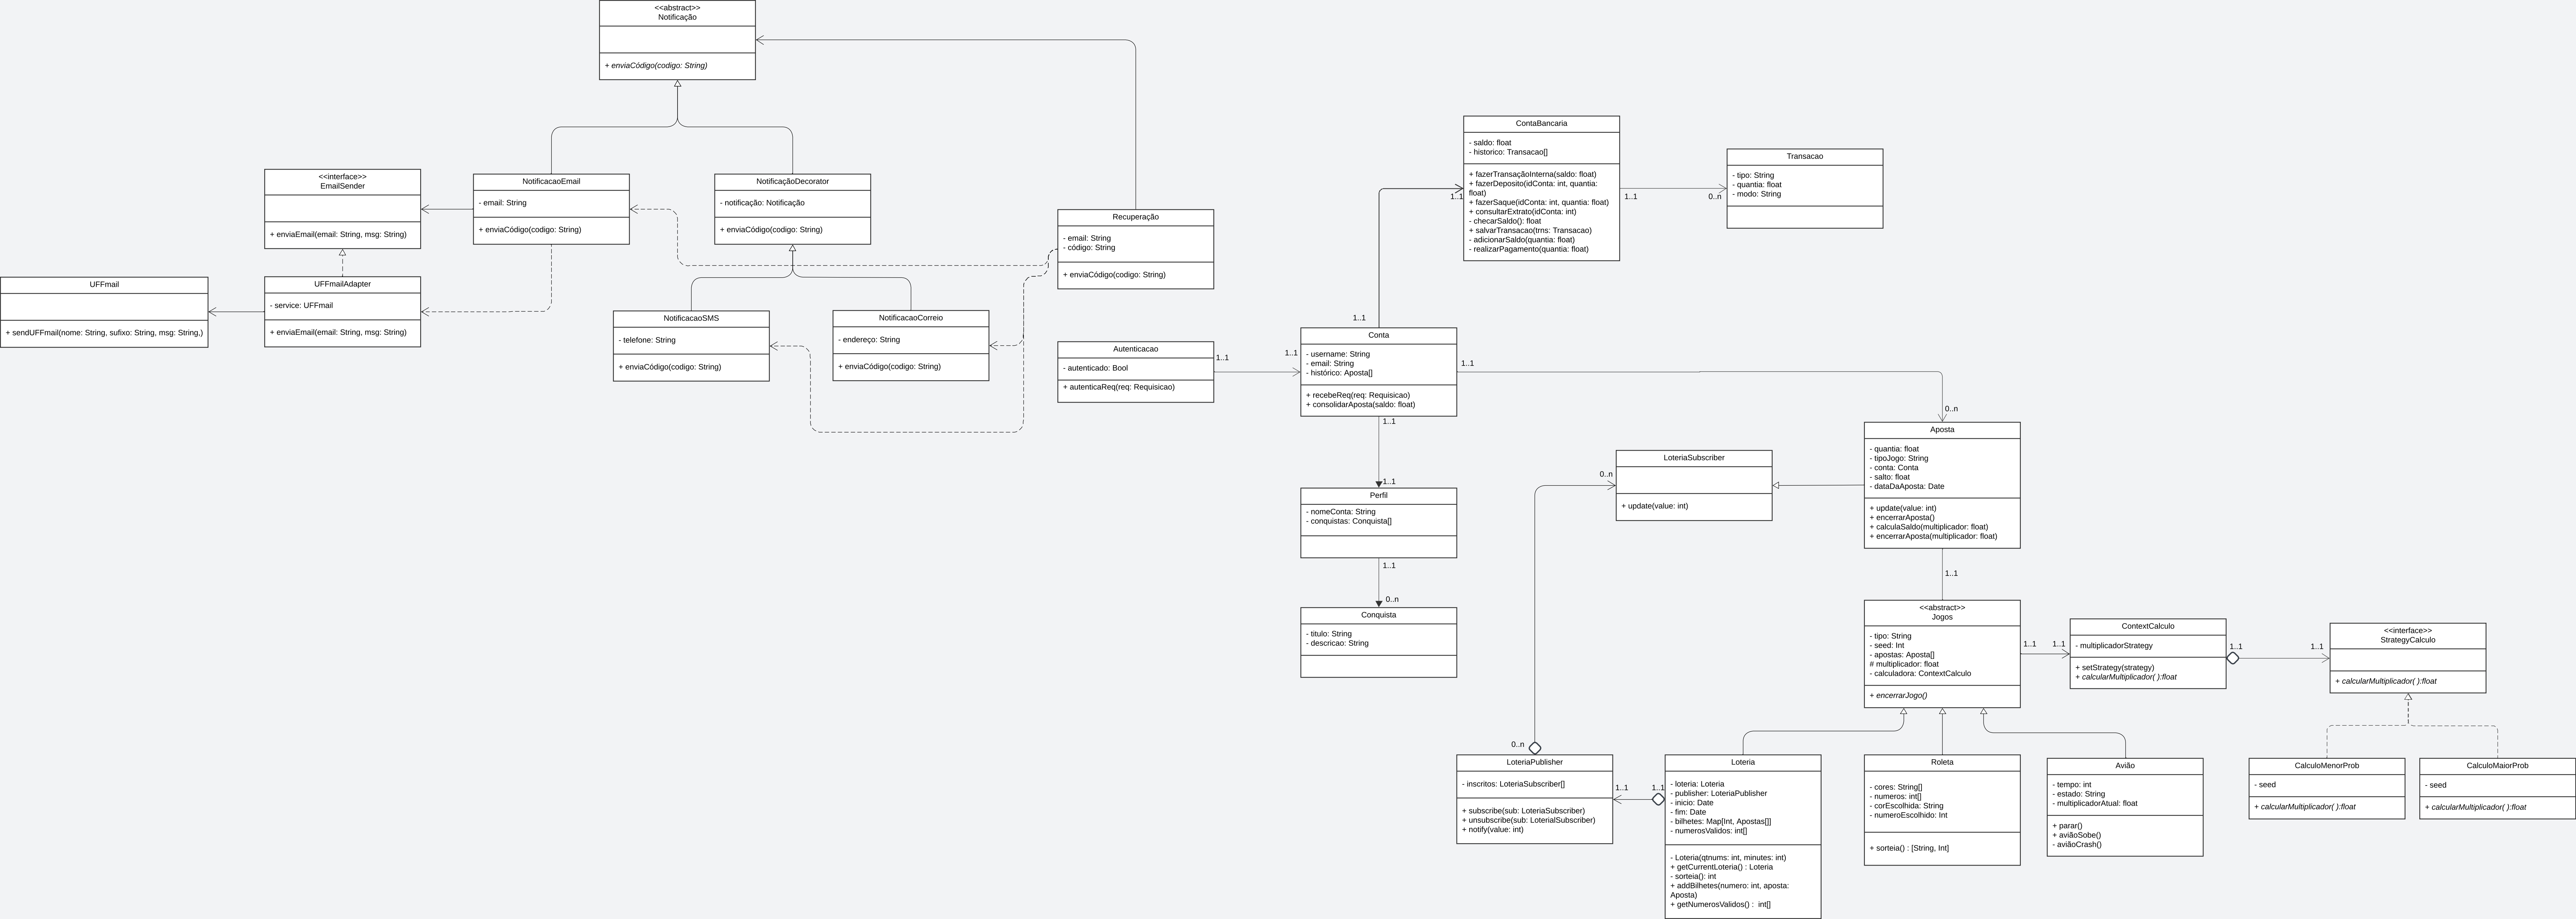 <<abstract>>
Notificação
+ enviaCódigo(codigo: String)
<<interface>>
EmailSender
+ enviaEmail(email: String, msg: String)
NotificacaoEmail
- email: String
+ enviaCódigo(codigo: String)
NotificaçãoDecorator
- notificação: Notificação
+ enviaCódigo(codigo: String)
UFFmail
+ sendUFFmail(nome: String, sufixo: String, msg: String,)
UFFmailAdapter
- service: UFFmail
+ enviaEmail(email: String, msg: String)
NotificacaoSMS
- telefone: String
+ enviaCódigo(codigo: String)
NotificacaoCorreio
- endereço: String
+ enviaCódigo(codigo: String)
Recuperação
- email: String
- código: String
+ enviaCódigo(codigo: String)
Autenticacao
- autenticado: Bool
+ autenticaReq(req: Requisicao)
1..1
1..1
ContaBancaria
- saldo: float
- historico: Transacao[]
+ fazerTransaçãoInterna(saldo: float)
+ fazerDeposito(idConta: int, quantia:
float)
+ fazerSaque(idConta: int, quantia: float)
+ consultarExtrato(idConta: int)
- checarSaldo(): float
+ salvarTransacao(trns: Transacao)
- adicionarSaldo(quantia: float)
- realizarPagamento(quantia: float)
1..1
1..1
1..1
0..n
Transacao
- tipo: String
- quantia: float
- modo: String
Conta
- username: String
- email: String
- histórico: Aposta[]
+ recebeReq(req: Requisicao)
+ consolidarAposta(saldo: float)
1..1
0..n
1..1
1..1
Perfil
- nomeConta: String
- conquistas: Conquista[]
1..1
0..n
Conquista
- titulo: String
- descricao: String
LoteriaSubscriber
+ update(value: int)
0..n
0..n
Aposta
- quantia: float
- tipoJogo: String
- conta: Conta
- salto: float
- dataDaAposta: Date
+ update(value: int)
+ encerrarAposta()
+ calculaSaldo(multiplicador: float)
+ encerrarAposta(multiplicador: float)
1..1
<<abstract>>
Jogos
- tipo: String
- seed: Int
- apostas: Aposta[]
# multiplicador: float
- calculadora: ContextCalculo
+ encerrarJogo()
1..1
1..1
ContextCalculo
- multiplicadorStrategy
+ setStrategy(strategy)
+ calcularMultiplicador( ):float
1..1
1..1
<<interface>>
StrategyCalculo
+ calcularMultiplicador( ):float
LoteriaPublisher
- inscritos: LoteriaSubscriber[]
+ subscribe(sub: LoteriaSubscriber)
+ unsubscribe(sub: LoterialSubscriber)
+ notify(value: int)
1..1
1..1
Loteria
- loteria: Loteria
- publisher: LoteriaPublisher
- inicio: Date
- fim: Date
- bilhetes: Map[Int, Apostas[]]
- numerosValidos: int[]
- Loteria(qtnums: int, minutes: int)
+ getCurrentLoteria() : Loteria
- sorteia(): int
+ addBilhetes(numero: int, aposta:
Aposta)
+ getNumerosValidos() : int[]
Roleta
- cores: String[]
- numeros: int[]
- corEscolhida: String
- numeroEscolhido: Int
+ sorteia() : [String, Int]
Avião
- tempo: int
- estado: String
- multiplicadorAtual: float
+ parar()
+ aviãoSobe()
- aviãoCrash()
CalculoMenorProb
- seed
+ calcularMultiplicador( ):float
CalculoMaiorProb
- seed
+ calcularMultiplicador( ):float